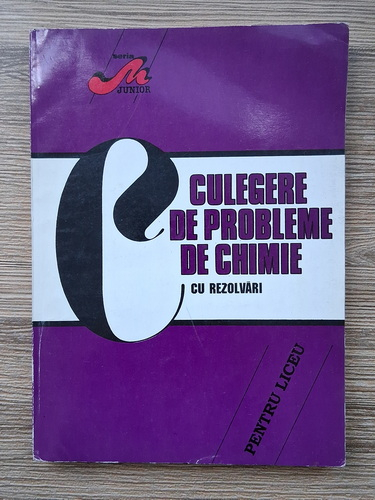 Seria
JUNIOR
C
CULEGERE
DE PROBLEME
DE CHIMIE
CU REZOLVĂRI
PENTRU LICEU